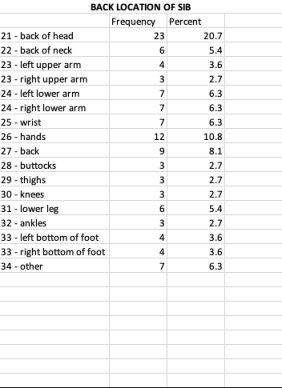 BACK LOCATION OF SIB
Frequency Percent
21 - back of head 23 20.7
22 - back of neck 6 5.4
23 - left upper arm 4 3.6
23 - right upper arm 3 2.7
24 - left lower arm 7 6.3
24 - right lower arm 7 6.3
25 - wrist 7 6.3
26 - hands 12 10.8
27 - back 9 8.1
28 - buttocks 3 2.7
29 - thighs 3 2.7
30 - knees 3 2.7
31 - lower leg 6 5.4
32 - ankles 3 2.7
33 - left bottom of foot 4 3.6
33 - right bottom of foot 4 3.6
34 - other 7 6.3